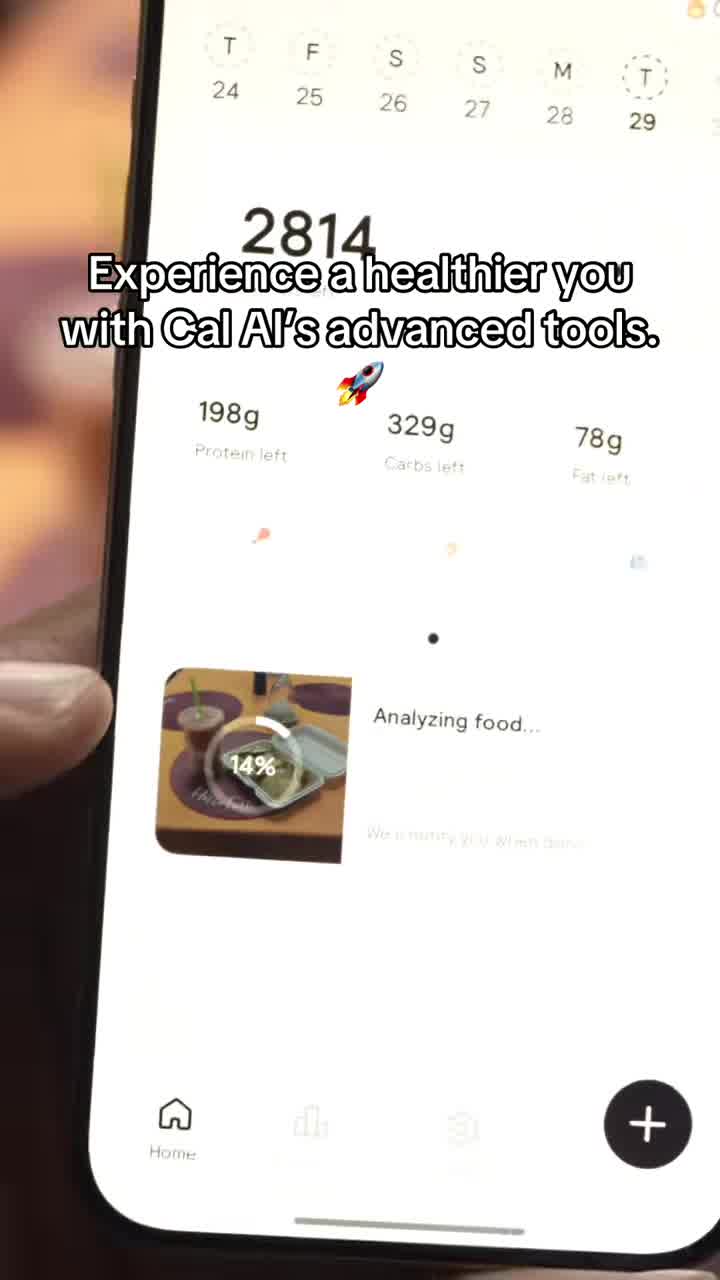 T F S S M T
24 25 26 27 28 29
2814
Experience a healthier you
with Cal AI's advanced tools.
🚀
198g 329g 78g
Protein left Carbs left Fat left
14%
Analyzing food...
We'll notify you when done!
Home